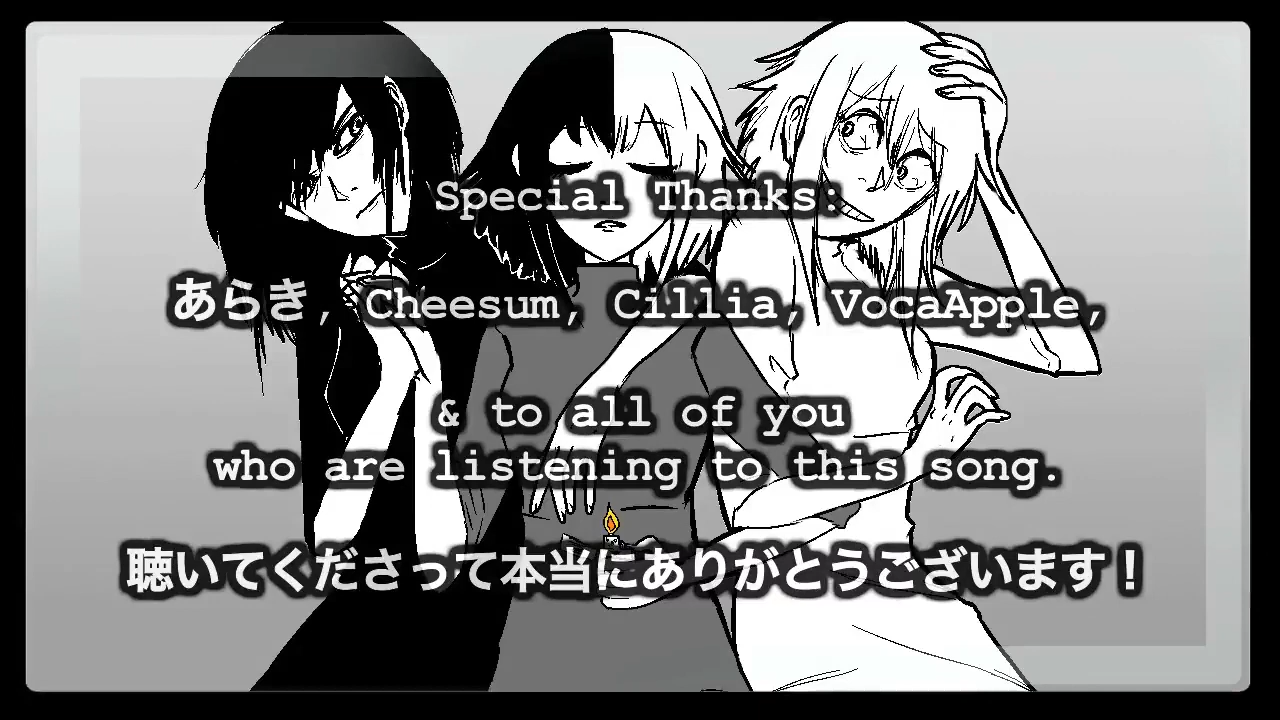 Special Thanks:
あらき, Cheesum, Cillia, VocaApple,
& to all of you
who are listening to this song.
聴いてくださって本当にありがとうございます！